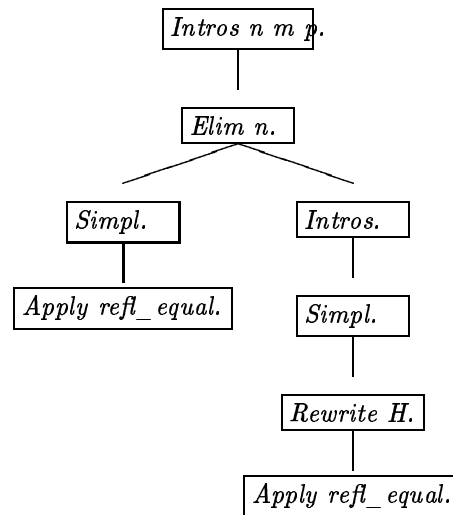 Intros n m p.
Elim n.
Simpl.
Intros.
Apply refl_equal.
Simpl.
Rewrite H.
Apply refl_equal.